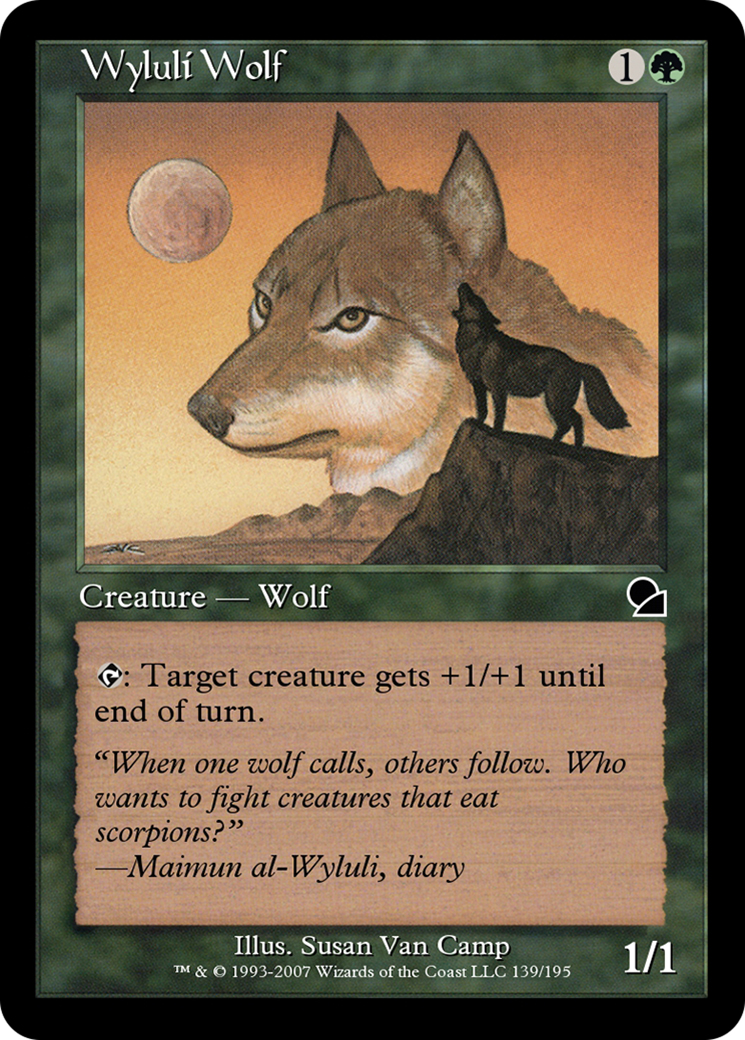 Wyluli Wolf
1
Creature — Wolf
: Target creature gets +1/+1 until
end of turn.
“When one wolf calls, others follow. Who
wants to fight creatures that eat
scorpions?”
—Maimun al-Wyluli, diary
Illus. Susan Van Camp
™ & © 1993-2007 Wizards of the Coast LLC 139/195
1/1